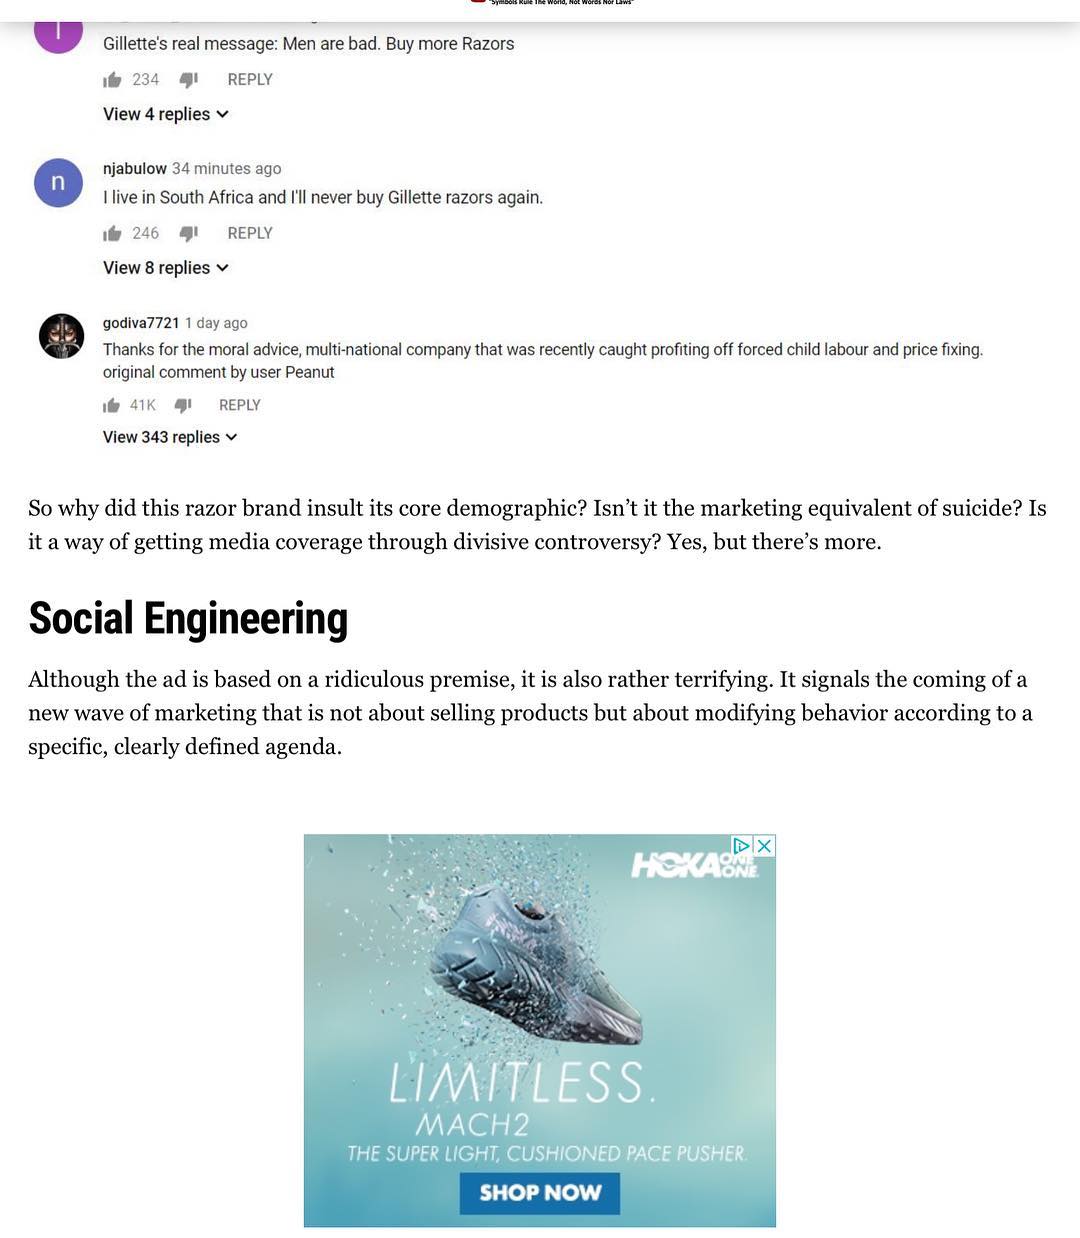 "Symbols Rule The World, Not Words Nor Laws"
Gillette's real message: Men are bad. Buy more Razors
234 REPLY
View 4 replies
n
njabulow 34 minutes ago
I live in South Africa and I'll never buy Gillette razors again.
246 REPLY
View 8 replies
godiva7721 1 day ago
Thanks for the moral advice, multi-national company that was recently caught profiting off forced child labour and price fixing.
original comment by user Peanut
41K REPLY
View 343 replies
So why did this razor brand insult its core demographic? Isn’t it the marketing equivalent of suicide? Is
it a way of getting media coverage through divisive controversy? Yes, but there’s more.
Social Engineering
Although the ad is based on a ridiculous premise, it is also rather terrifying. It signals the coming of a
new wave of marketing that is not about selling products but about modifying behavior according to a
specific, clearly defined agenda.
HOKA ONE
ONE
LIMITLESS.
MACH2
THE SUPER LIGHT, CUSHIONED PACE PUSHER.
SHOP NOW